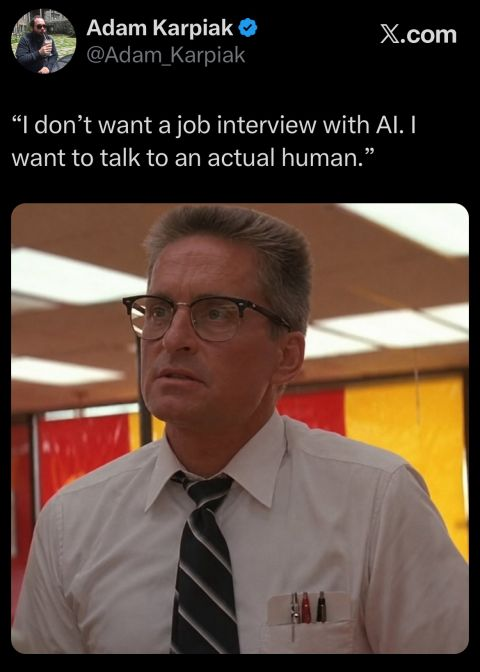 Adam Karpiak
@Adam_Karpiak
X.com
“I don’t want a job interview with AI. I
want to talk to an actual human.”